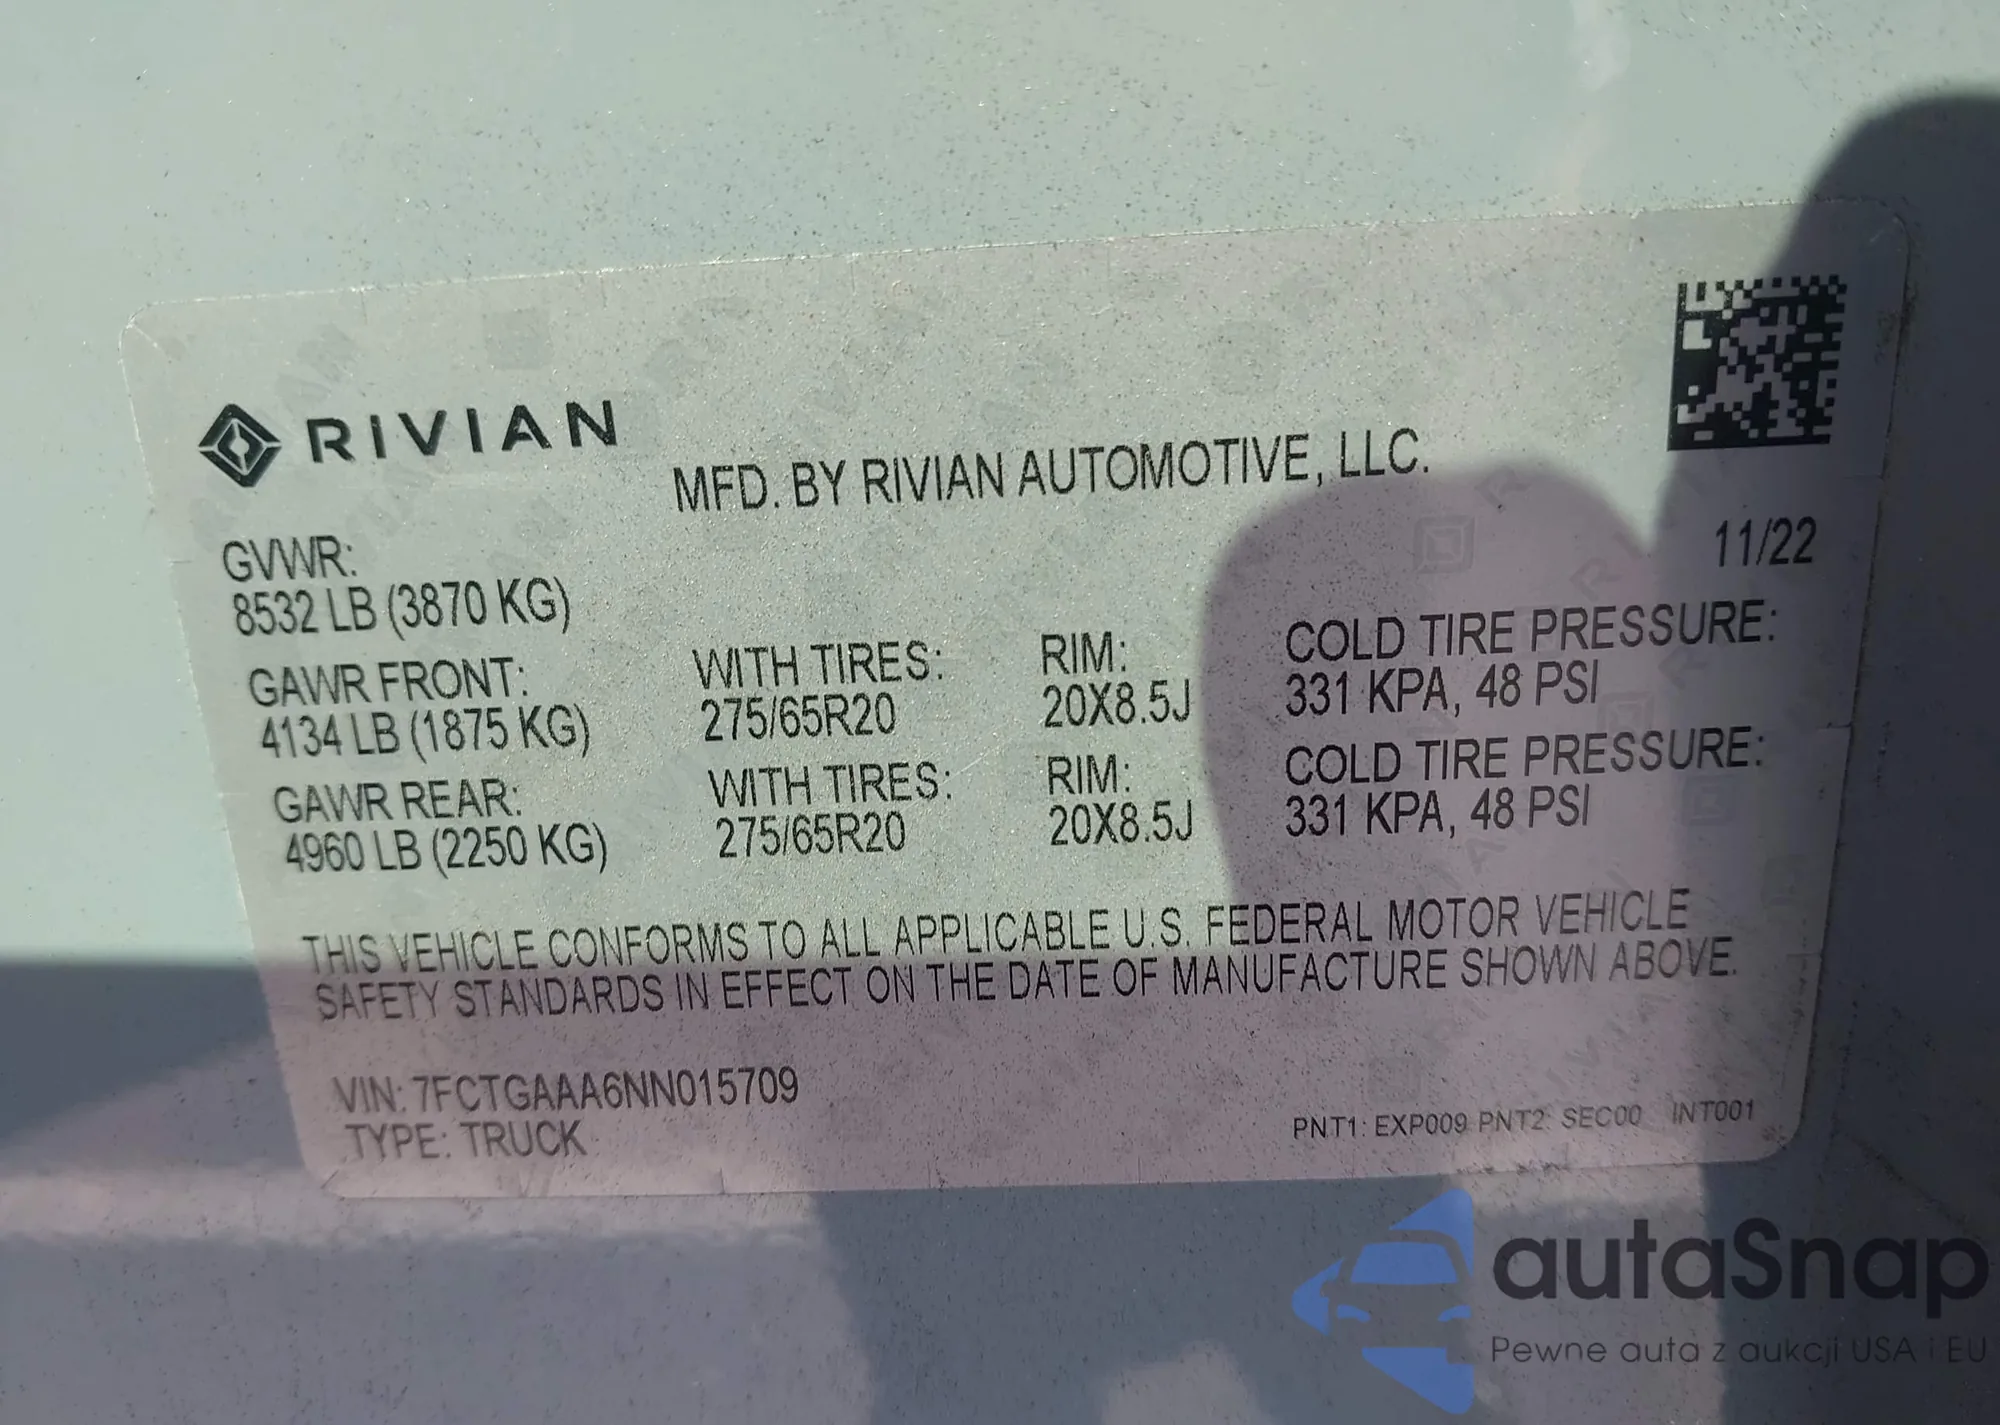 RIVIAN
MFD. BY RIVIAN AUTOMOTIVE, LLC.
11/22
GVWR:
8532 LB (3870 KG)
GAWR FRONT: WITH TIRES: RIM: COLD TIRE PRESSURE:
4134 LB (1875 KG) 275/65R20 20X8.5J 331 KPA, 48 PSI
GAWR REAR: WITH TIRES: RIM: COLD TIRE PRESSURE:
4960 LB (2250 KG) 275/65R20 20X8.5J 331 KPA, 48 PSI
THIS VEHICLE CONFORMS TO ALL APPLICABLE U.S. FEDERAL MOTOR VEHICLE
SAFETY STANDARDS IN EFFECT ON THE DATE OF MANUFACTURE SHOWN ABOVE.
VIN: 7FCTGAAA6NN015709
TYPE: TRUCK
PNT1: EXP009 PNT2: SEC00 INT001
autaSnap
Pewne auta z aukcji USA i EU